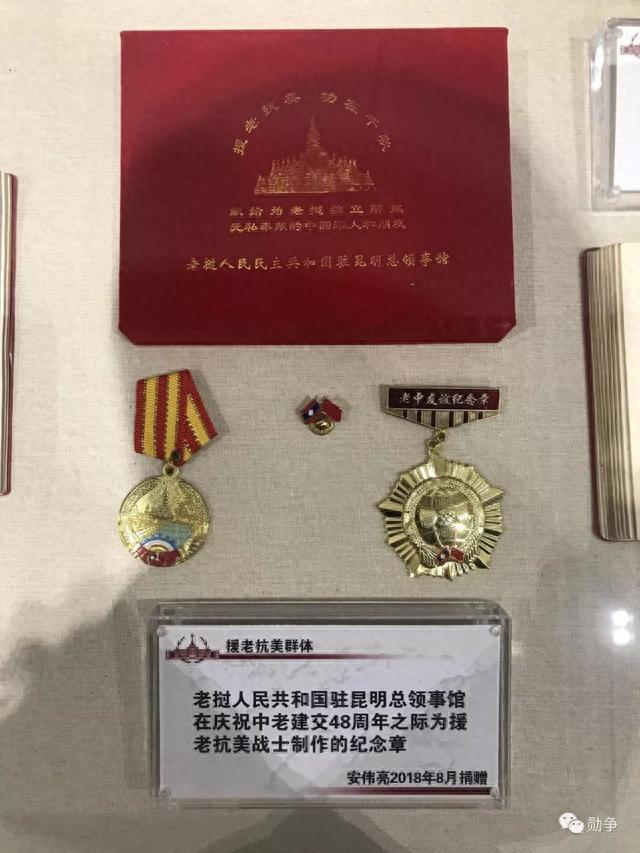 援老抗美 功在千秋
献给为老挝独立解放
无私奉献的中国军人和朋友
老挝人民民主共和国驻昆明总领事馆
老中友谊纪念章
援老抗美群体
老挝人民共和国驻昆明总领事馆
在庆祝中老建交48周年之际为援
老抗美战士制作的纪念章
安伟亮2018年8月捐赠
勋争